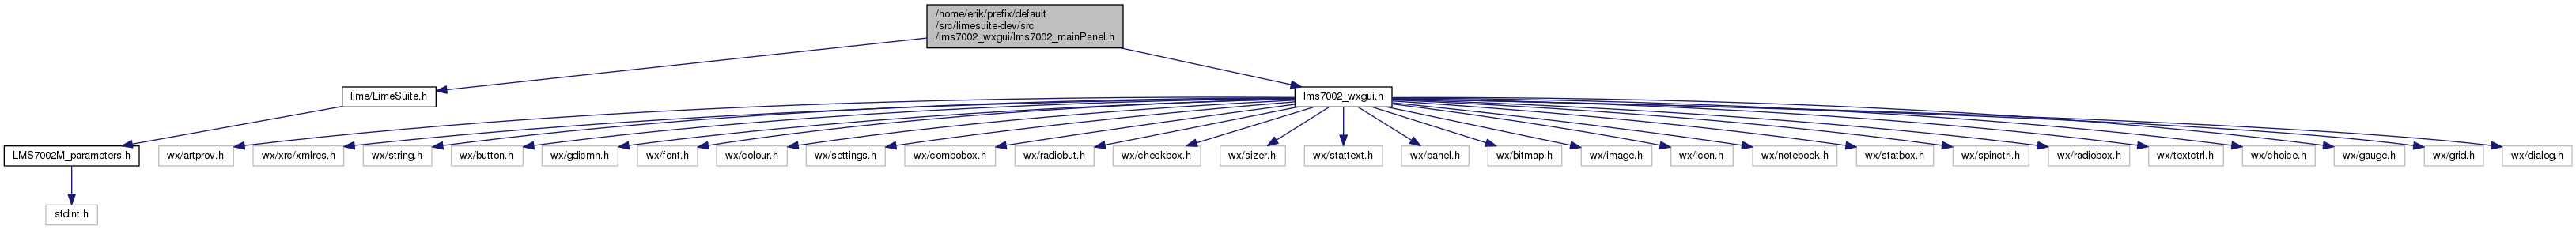 /home/erik/prefix/default
/src/limesuite-dev/src
/lms7002_wxgui/lms7002_mainPanel.h
lime/LimeSuite.h
lms7002_wxgui.h
LMS7002M_parameters.h
wx/artprov.h
wx/xrc/xmlres.h
wx/string.h
wx/button.h
wx/gdicmn.h
wx/font.h
wx/colour.h
wx/settings.h
wx/combobox.h
wx/radiobut.h
wx/checkbox.h
wx/sizer.h
wx/stattext.h
wx/panel.h
wx/bitmap.h
wx/image.h
wx/icon.h
wx/notebook.h
wx/statbox.h
wx/spinctrl.h
wx/radiobox.h
wx/textctrl.h
wx/choice.h
wx/gauge.h
wx/grid.h
wx/dialog.h
stdint.h